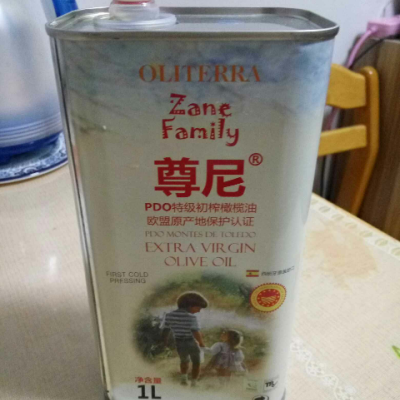 OLITERRA
Zane
Family
尊尼®
PDO特级初榨橄榄油
欧盟原产地保护认证
PDO MONTES DE TOLEDO
EXTRA VIRGIN
OLIVE OIL
FIRST COLD
PRESSING
净含量
1L